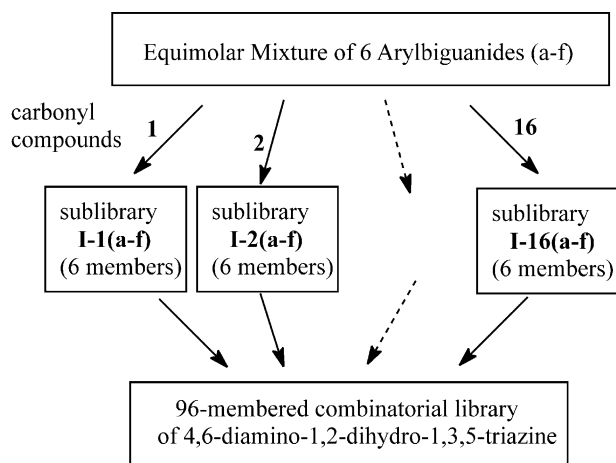 Equimolar Mixture of 6 Arylbiguanides (a-f)
carbonyl
compounds
1
2
16
sublibrary
I-1(a-f)
(6 members)
sublibrary
I-2(a-f)
(6 members)
sublibrary
I-16(a-f)
(6 members)
96-membered combinatorial library
of 4,6-diamino-1,2-dihydro-1,3,5-triazine